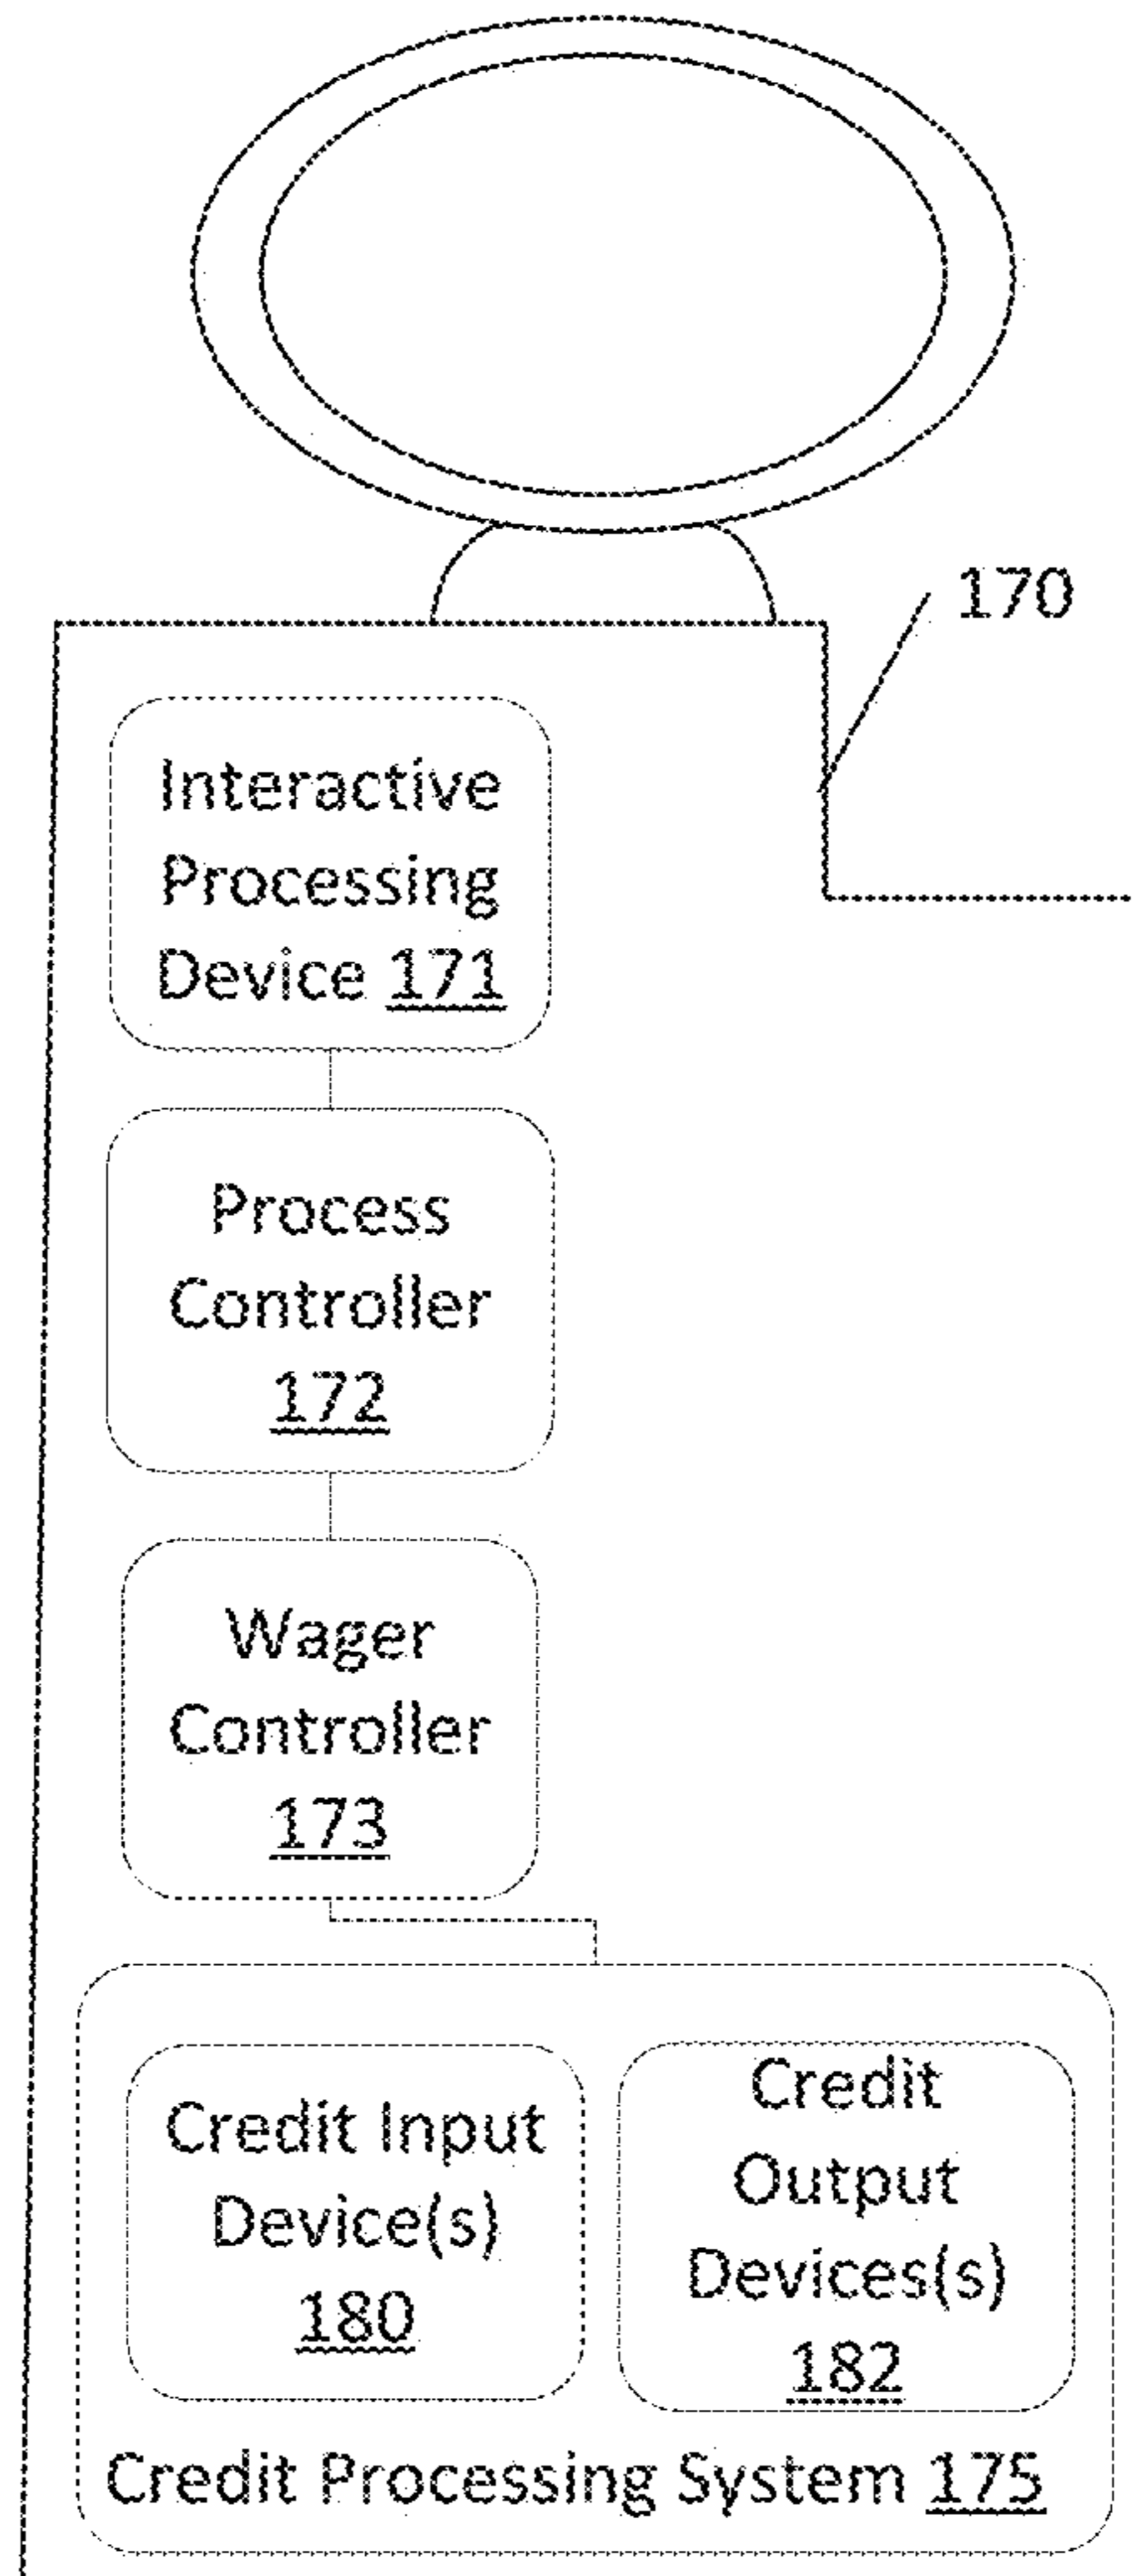 170
Interactive
Processing
Device 171
Process
Controller
172
Wager
Controller
173
Credit Input
Device(s)
180
Credit
Output
Devices(s)
182
Credit Processing System 175